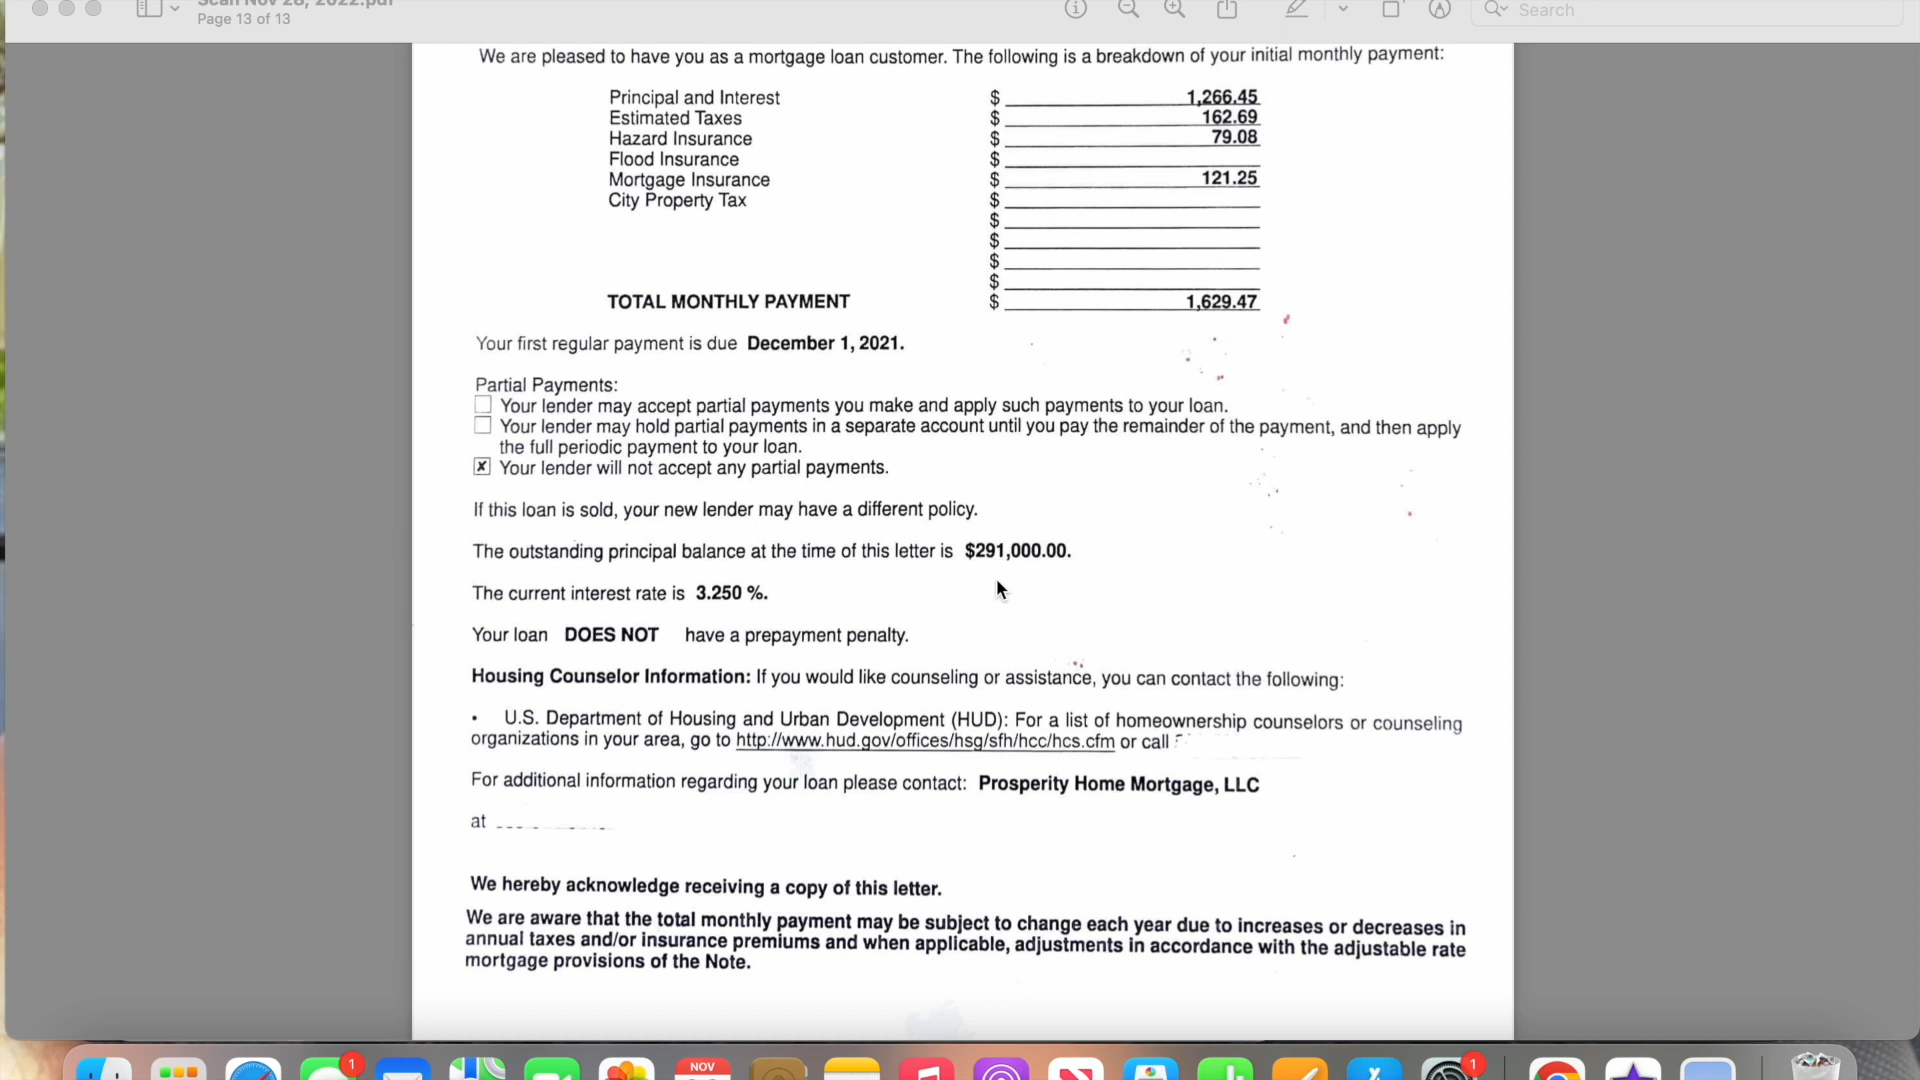 Scan Nov 28, 2022.pdf
Page 13 of 13
Search
We are pleased to have you as a mortgage loan customer. The following is a breakdown of your initial monthly payment:
Principal and Interest $ 1,266.45
Estimated Taxes $ 162.69
Hazard Insurance $ 79.08
Flood Insurance $
Mortgage Insurance $ 121.25
City Property Tax $
$
$
$
$
TOTAL MONTHLY PAYMENT $ 1,629.47
Your first regular payment is due December 1, 2021.
Partial Payments:
Your lender may accept partial payments you make and apply such payments to your loan.
Your lender may hold partial payments in a separate account until you pay the remainder of the payment, and then apply
the full periodic payment to your loan.
x Your lender will not accept any partial payments.
If this loan is sold, your new lender may have a different policy.
The outstanding principal balance at the time of this letter is $291,000.00.
The current interest rate is 3.250 %.
Your loan DOES NOT have a prepayment penalty.
Housing Counselor Information: If you would like counseling or assistance, you can contact the following:
• U.S. Department of Housing and Urban Development (HUD): For a list of homeownership counselors or counseling
organizations in your area, go to http://www.hud.gov/offices/hsg/sfh/hcc/hcs.cfm or call
For additional information regarding your loan please contact: Prosperity Home Mortgage, LLC
at
We hereby acknowledge receiving a copy of this letter.
We are aware that the total monthly payment may be subject to change each year due to increases or decreases in
annual taxes and/or insurance premiums and when applicable, adjustments in accordance with the adjustable rate
mortgage provisions of the Note.
1
NOV
1